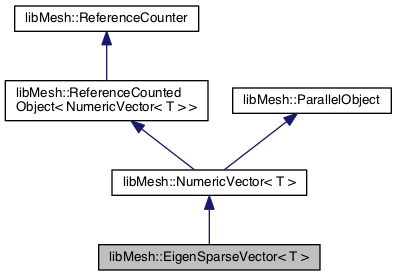 libMesh::ReferenceCounter
libMesh::ReferenceCounted
Object< NumericVector< T >>
libMesh::ParallelObject
libMesh::NumericVector< T >
libMesh::EigenSparseVector< T >